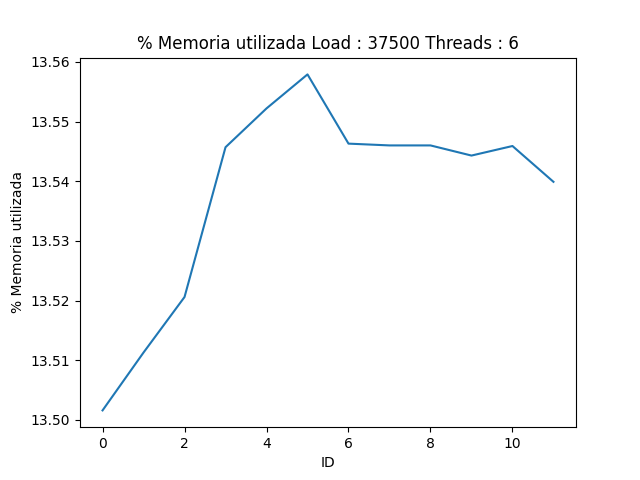 % Memoria utilizada Load : 37500 Threads : 6
% Memoria utilizada
13.56
13.55
13.54
13.53
13.52
13.51
13.50
0 2 4 6 8 10
ID